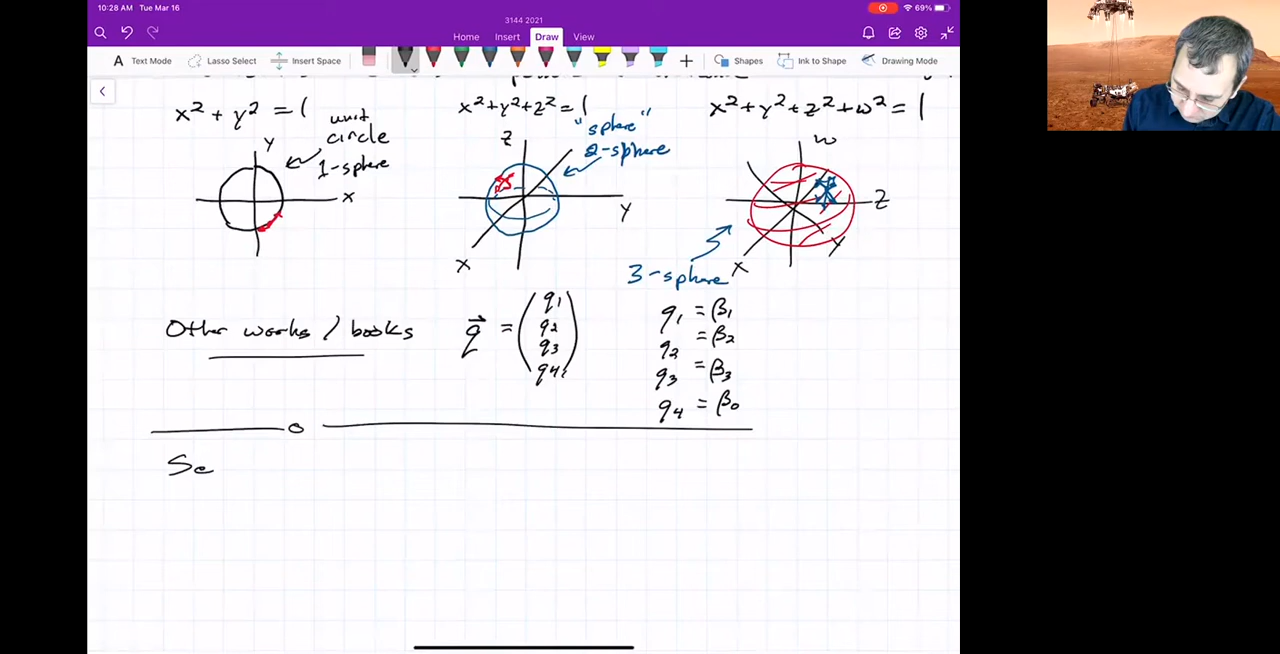 10:28 AM Tue Mar 16
69%
3144 2021
Home Insert Draw View
A Text Mode Lasso Select Insert Space Shapes Ink to Shape Drawing Mode
x² + y² = 1
x²+y²+z²=1
x²+y²+z²+w² = 1
unit circle
1-sphere
y
x
"sphere"
2-sphere
z
y
x
w
z
y
x
3-sphere
Other works / books
q⃗ = (q1 q2 q3 q4)
q1 = β1
q2 = β2
q3 = β3
q4 = β0
Se